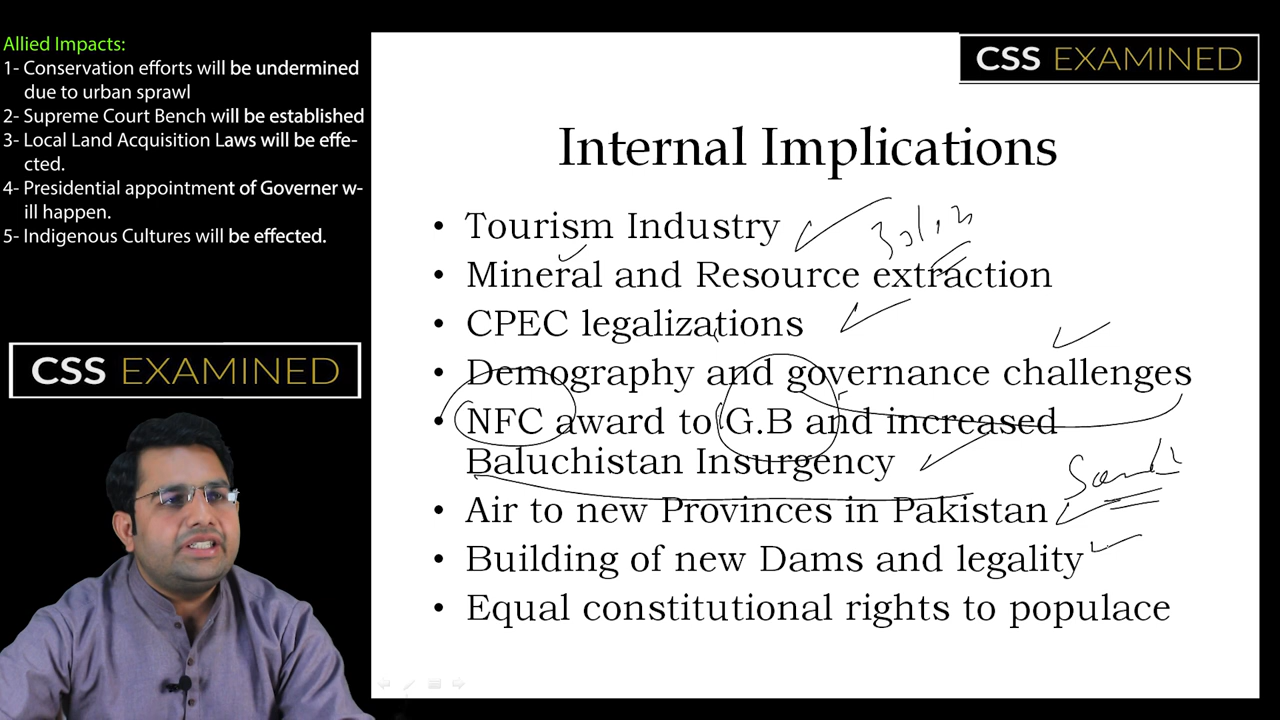 Allied Impacts:
1- Conservation efforts will be undermined
due to urban sprawl
2- Supreme Court Bench will be established
3- Local Land Acquisition Laws will be effe-
cted.
4- Presidential appointment of Governer w-
ill happen.
5- Indigenous Cultures will be effected.
CSS EXAMINED
CSS EXAMINED
Internal Implications
• Tourism Industry
• Mineral and Resource extraction
• CPEC legalizations
• Demography and governance challenges
• NFC award to G.B and increased
Baluchistan Insurgency
• Air to new Provinces in Pakistan
• Building of new Dams and legality
• Equal constitutional rights to populace